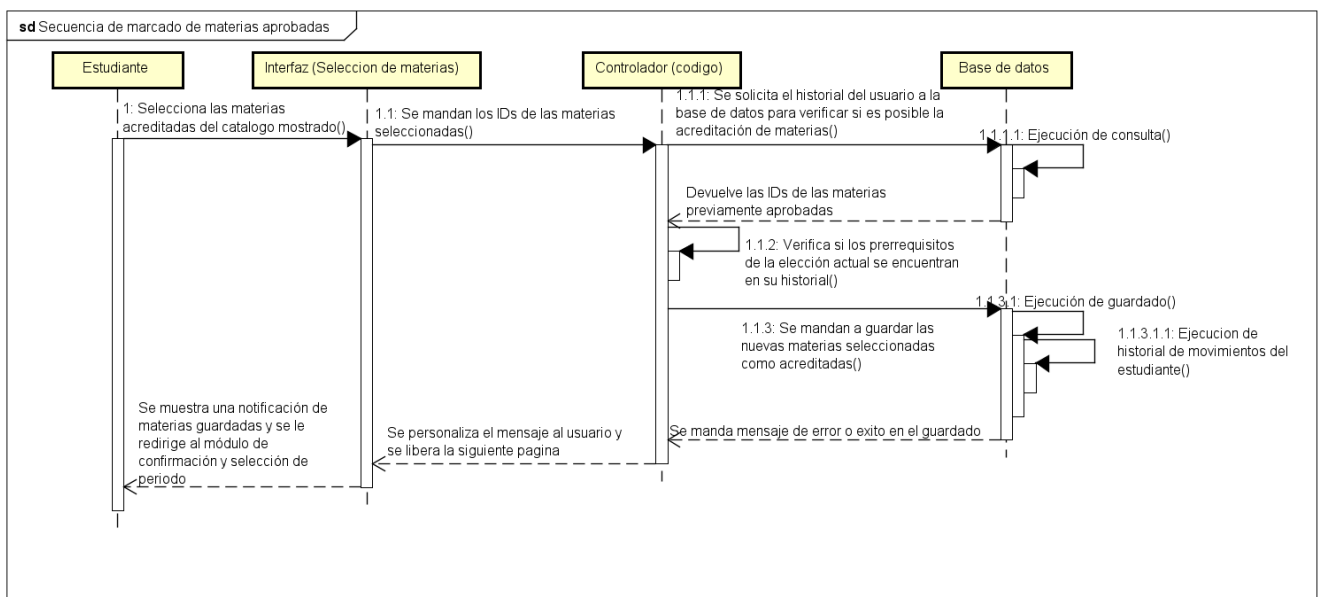 sd Secuencia de marcado de materias aprobadas
Estudiante
Interfaz (Seleccion de materias)
Controlador (codigo)
Base de datos
1: Selecciona las materias
acreditadas del catalogo mostrado()
1.1: Se mandan los IDs de las materias
seleccionadas()
1.1.1: Se solicita el historial del usuario a la
base de datos para verificar si es posible la
acreditación de materias()
1.1.1.1: Ejecución de consulta()
Devuelve las IDs de las materias
previamente aprobadas
1.1.2: Verifica si los prerrequisitos
de la elección actual se encuentran
en su historial()
1.1.3.1: Ejecución de guardado()
1.1.3: Se mandan a guardar las
nuevas materias seleccionadas
como acreditadas()
1.1.3.1.1: Ejecucion de
historial de movimientos del
estudiante()
Se manda mensaje de error o exito en el guardado
Se personaliza el mensaje al usuario y
se libera la siguiente pagina
Se muestra una notificación de
materias guardadas y se le
redirige al módulo de
confirmación y selección de
periodo